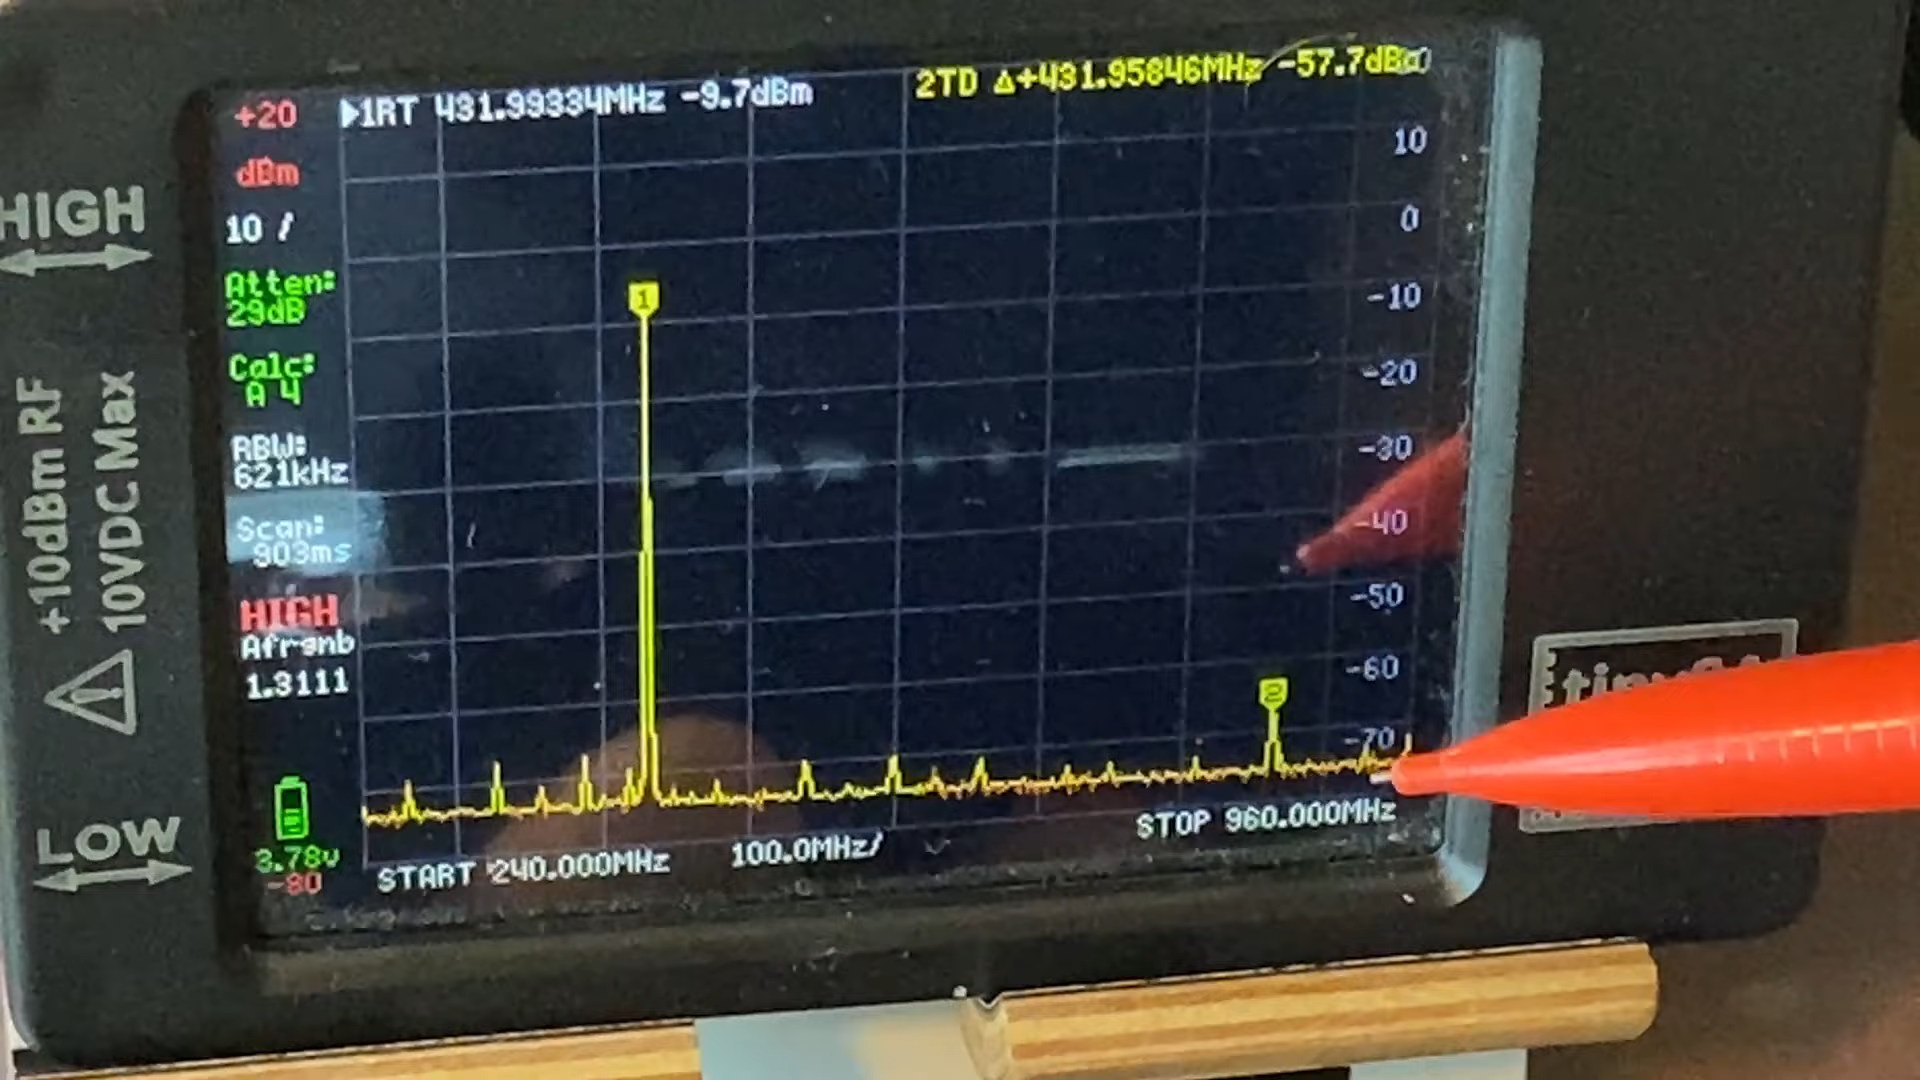 +20
▶1RT 431.99334MHz -9.7dBm
2TD Δ+431.95846MHz -57.7dBc
dBm
10 /
Atten:
29dB
Calc:
A 4
RBW:
621kHz
Scan:
903ms
HIGH
Afrgnb
1.3111
3.78v
-80
10
0
-10
-20
-30
-40
-50
-60
-70
1
2
START 240.000MHz
100.0MHz/
STOP 960.000MHz
HIGH
+10dBm RF
10VDC Max
LOW